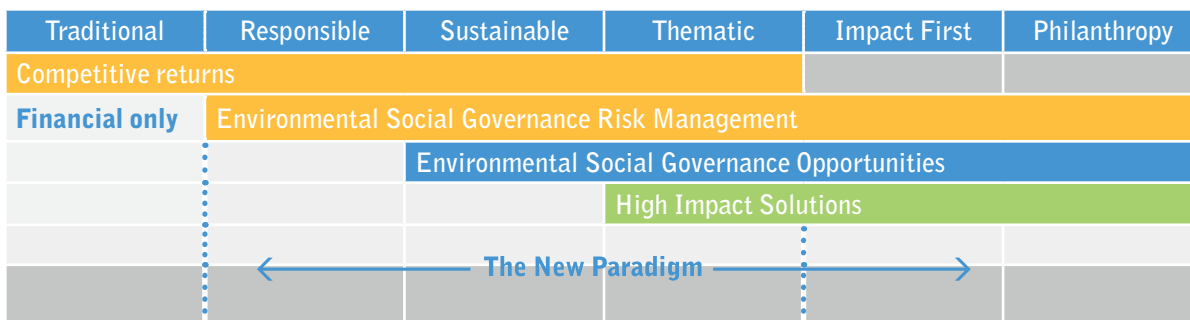 Traditional Responsible Sustainable Thematic Impact First Philanthropy
Competitive returns
Financial only Environmental Social Governance Risk Management
Environmental Social Governance Opportunities
High Impact Solutions
The New Paradigm